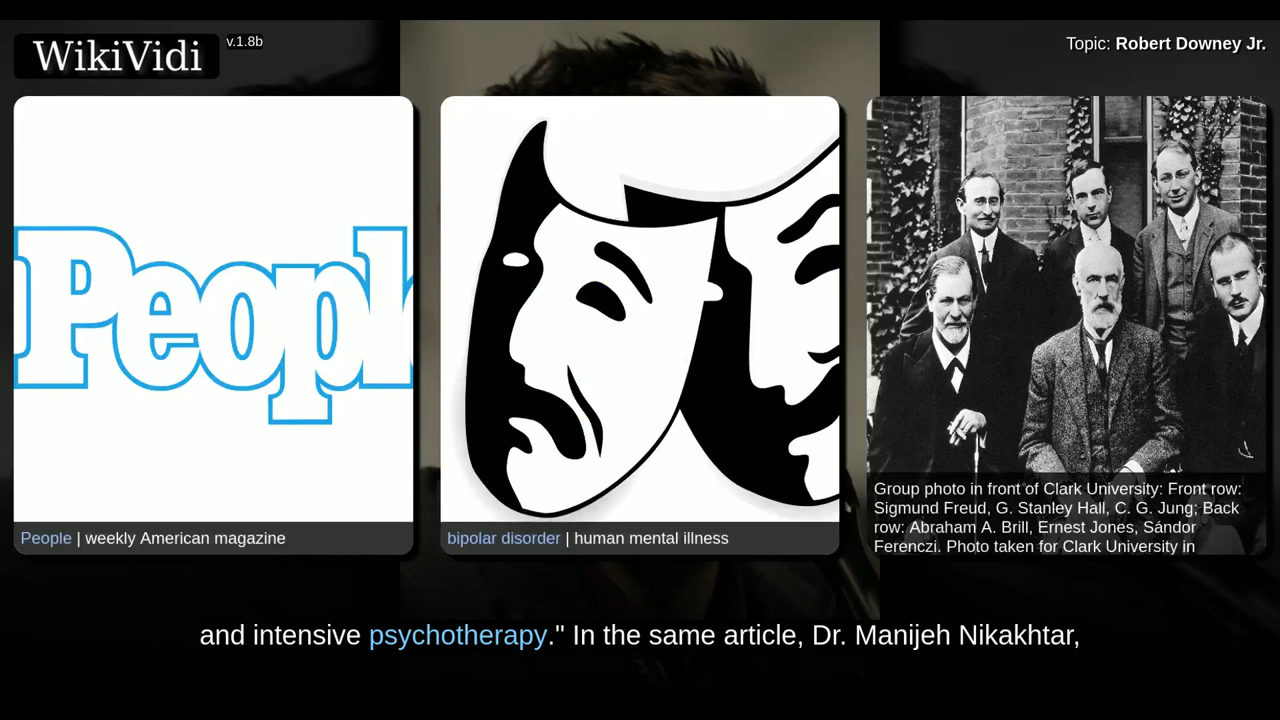 WikiVidi
v.1.8b
Topic: Robert Downey Jr.
Peopl
People | weekly American magazine
bipolar disorder | human mental illness
Group photo in front of Clark University: Front row:
Sigmund Freud, G. Stanley Hall, C. G. Jung; Back
row: Abraham A. Brill, Ernest Jones, Sándor
Ferenczi. Photo taken for Clark University in
and intensive psychotherapy." In the same article, Dr. Manijeh Nikakhtar,